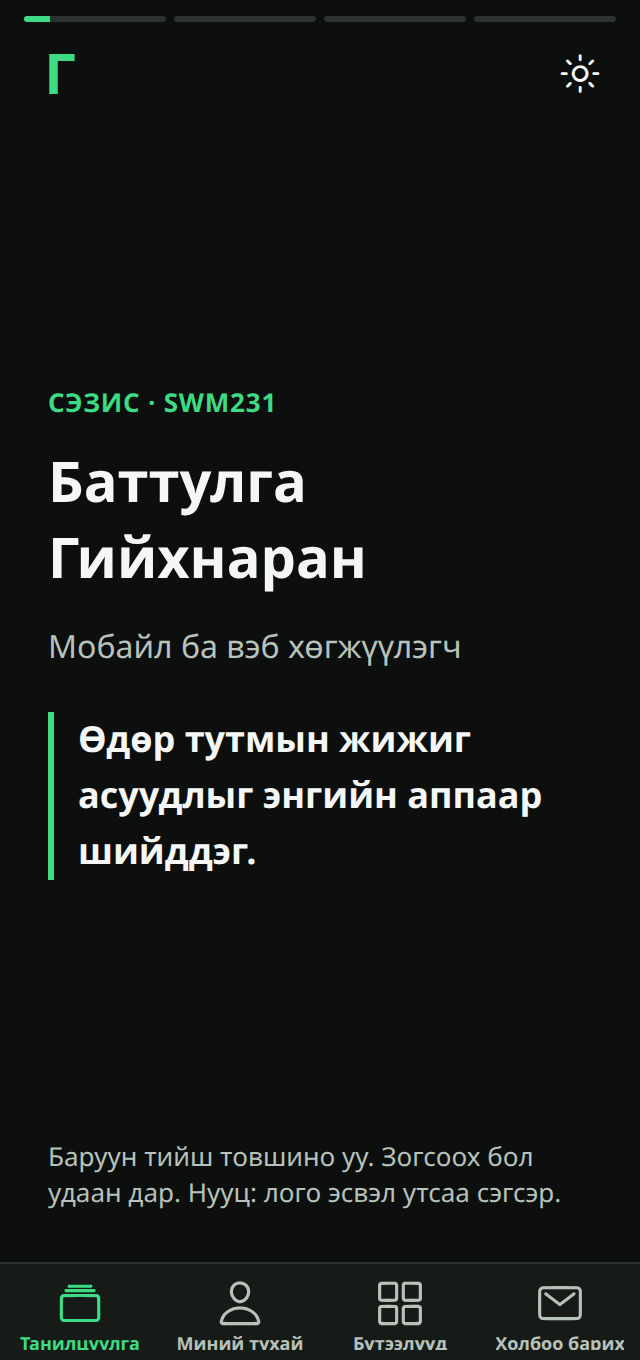 Г
СЭЗИС · SWM231
Баттулга
Гийхнаран
Мобайл ба вэб хөгжүүлэгч
Өдөр тутмын жижиг
асуудлыг энгийн аппаар
шийддэг.
Баруун тийш товшино уу. Зогсоох бол
удаан дар. Нууц: лого эсвэл утсаа сэгсэр.
Танилцуулга
Миний тухай
Бүтээлүүд
Холбоо барих